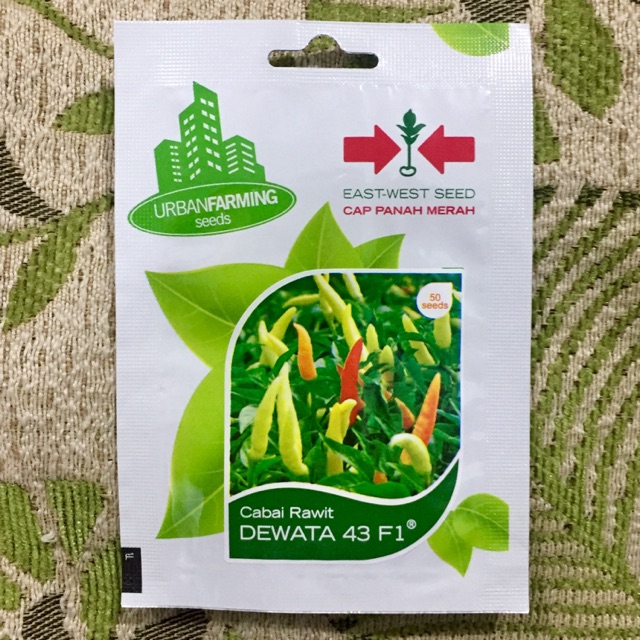 URBANFARMING
seeds
EAST-WEST SEED
CAP PANAH MERAH
50
seeds
Cabai Rawit
DEWATA 43 F1®